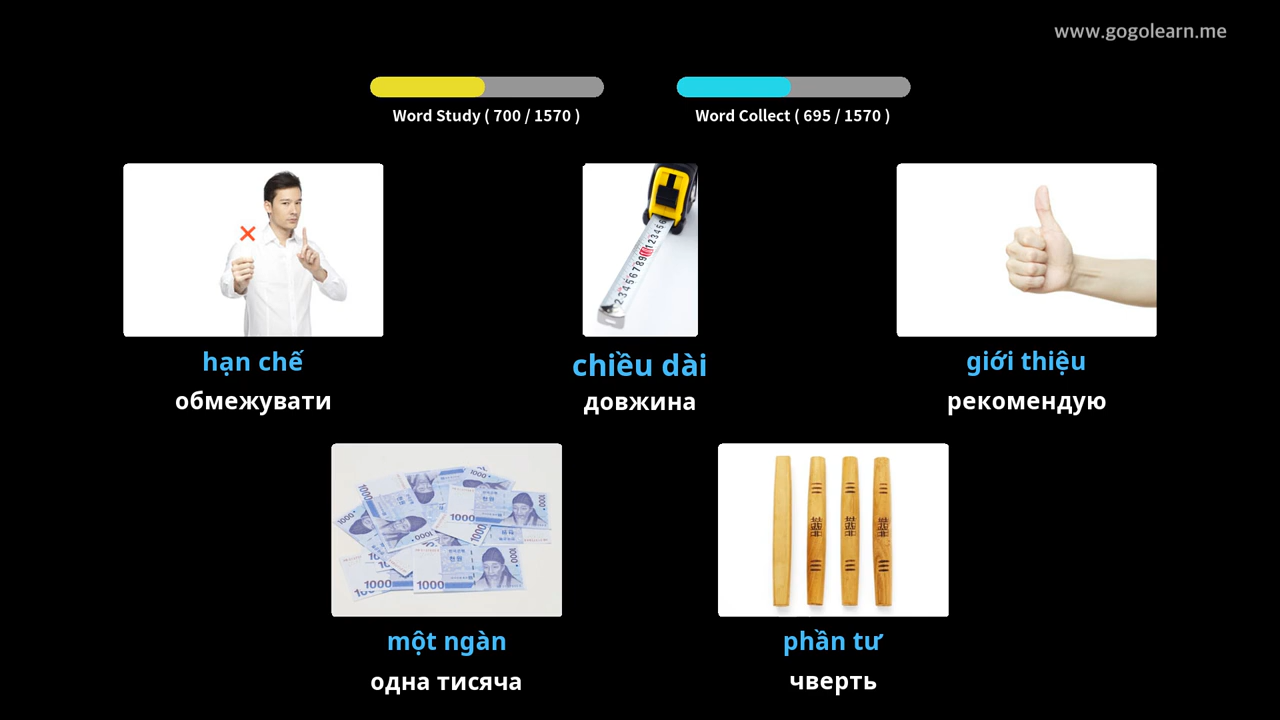 www.gogolearn.me
Word Study ( 700 / 1570 )
Word Collect ( 695 / 1570 )
hạn chế
обмежувати
chiều dài
довжина
giới thiệu
рекомендую
một ngàn
одна тисяча
phần tư
чверть